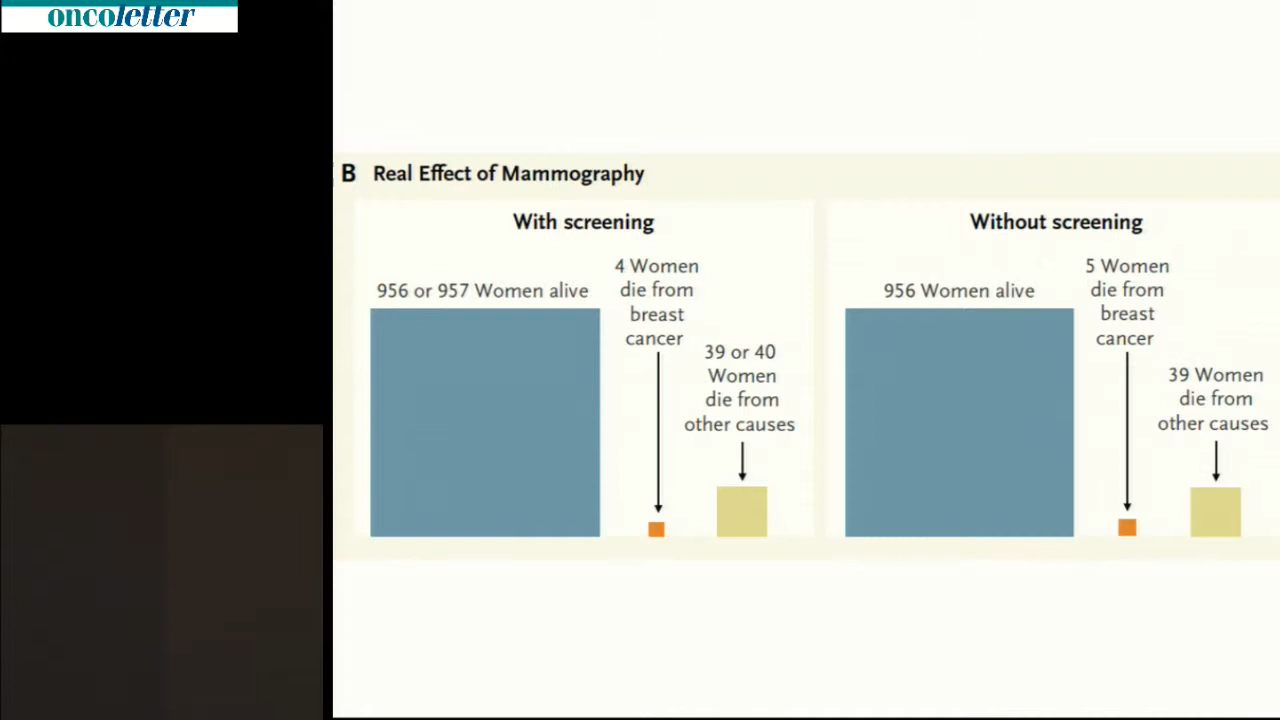 oncoletter
B Real Effect of Mammography
With screening
956 or 957 Women alive
4 Women
die from
breast
cancer
39 or 40
Women
die from
other causes
Without screening
956 Women alive
5 Women
die from
breast
cancer
39 Women
die from
other causes